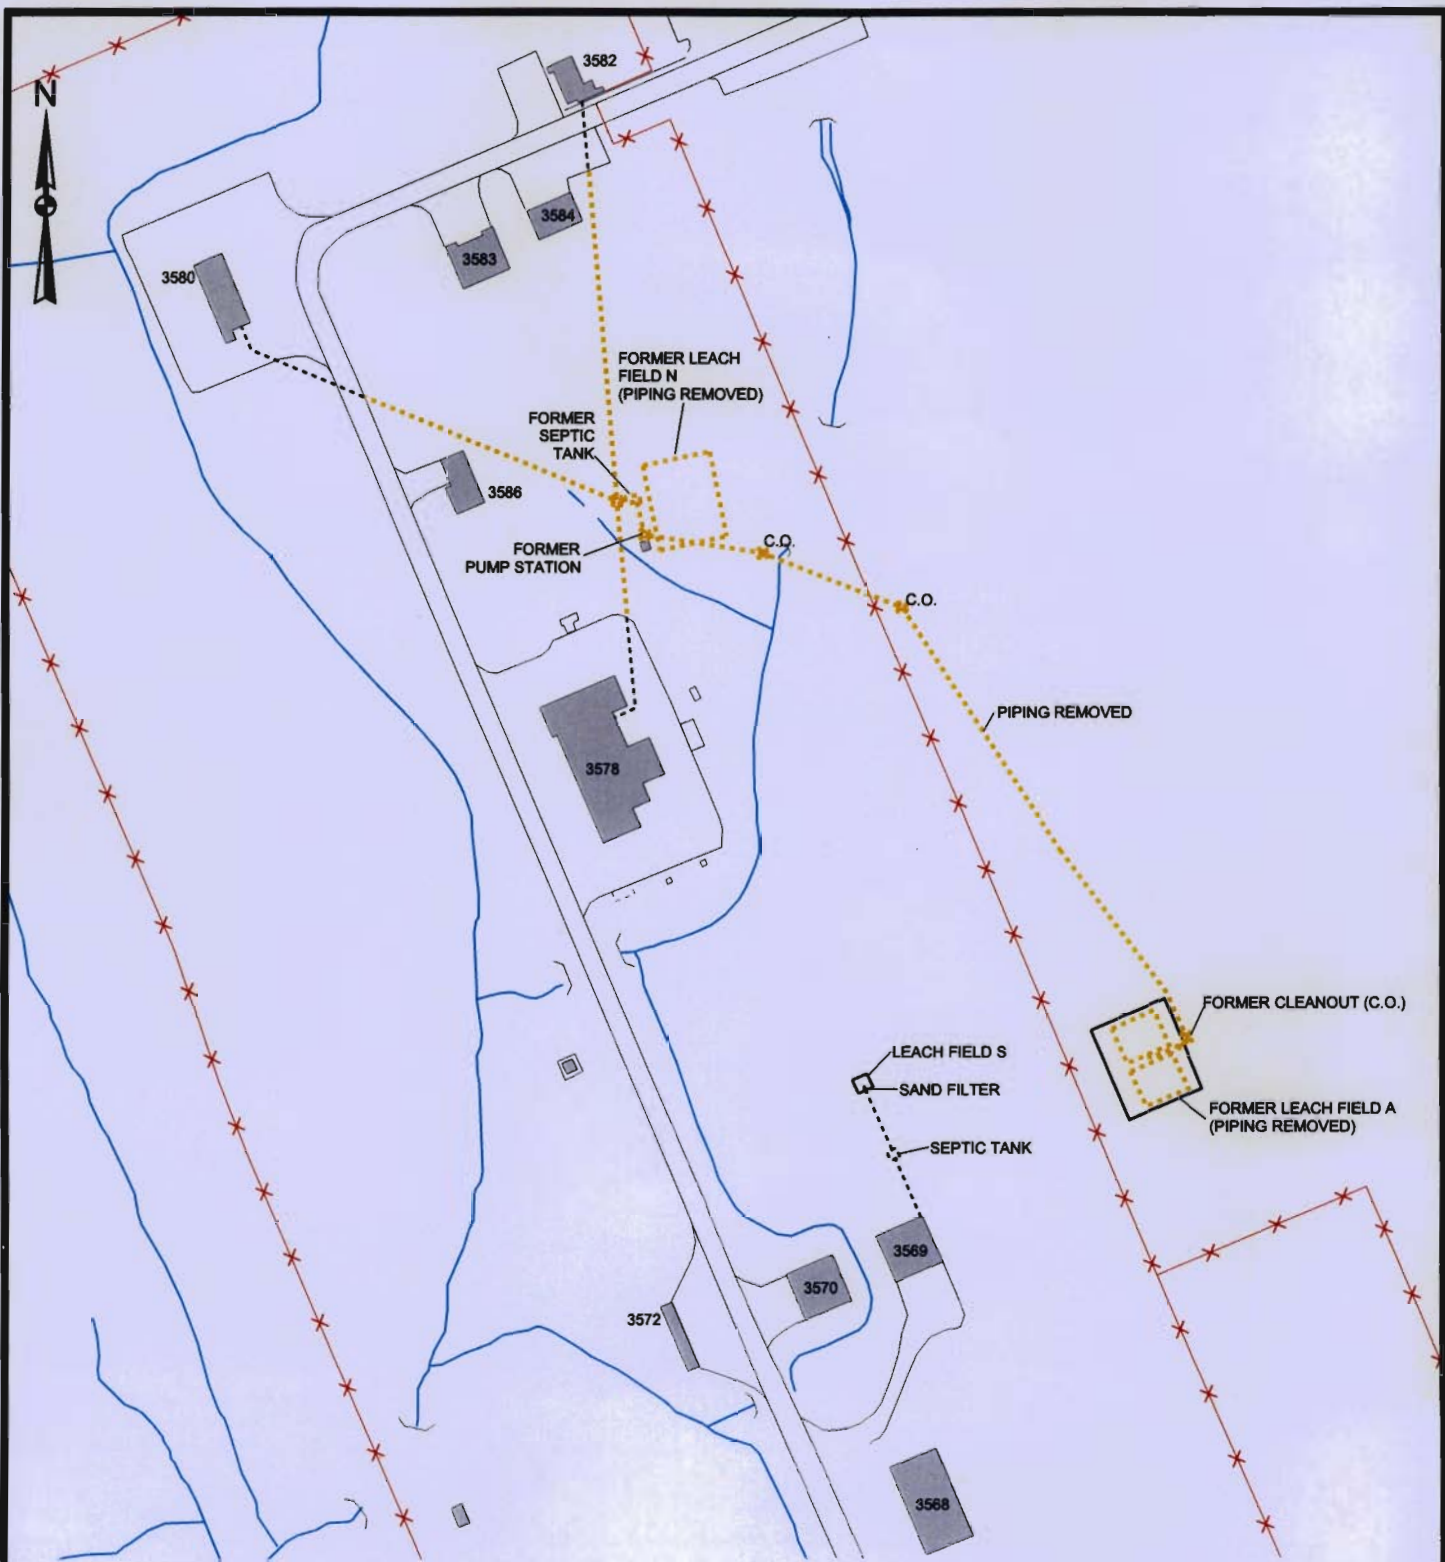 3582
N
3584
3583
3580
FORMER LEACH
FIELD N
(PIPING REMOVED)
FORMER
SEPTIC
TANK
3586
C.O.
FORMER
PUMP STATION
C.O.
PIPING REMOVED
3578
FORMER CLEANOUT (C.O.)
LEACH FIELD S
SAND FILTER
FORMER LEACH FIELD A
(PIPING REMOVED)
SEPTIC TANK
3569
3570
3572
3568